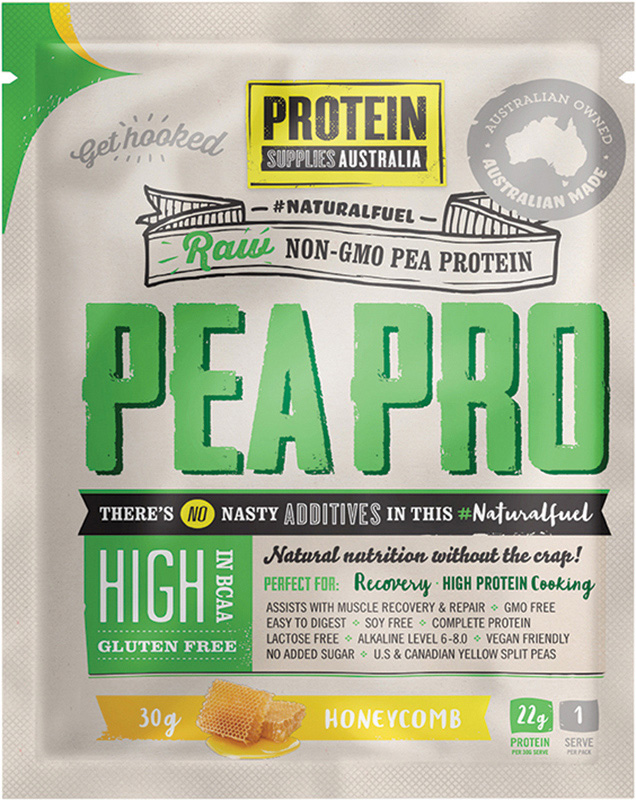 Get hooked
PROTEIN
SUPPLIES AUSTRALIA
AUSTRALIAN OWNED
AUSTRALIAN MADE
#NATURALFUEL
Raw NON-GMO PEA PROTEIN
PEA PRO
THERE'S NO NASTY ADDITIVES IN THIS #Naturalfuel
HIGH IN BCAA
GLUTEN FREE
Natural nutrition without the crap!
PERFECT FOR: Recovery · HIGH PROTEIN Cooking
ASSISTS WITH MUSCLE RECOVERY & REPAIR ❖ GMO FREE
EASY TO DIGEST ❖ SOY FREE ❖ COMPLETE PROTEIN
LACTOSE FREE ❖ ALKALINE LEVEL 6-8.0 ❖ VEGAN FRIENDLY
NO ADDED SUGAR ❖ U.S & CANADIAN YELLOW SPLIT PEAS
30g HONEYCOMB
22g
PROTEIN
PER 30G SERVE
1
SERVE
PER PACK